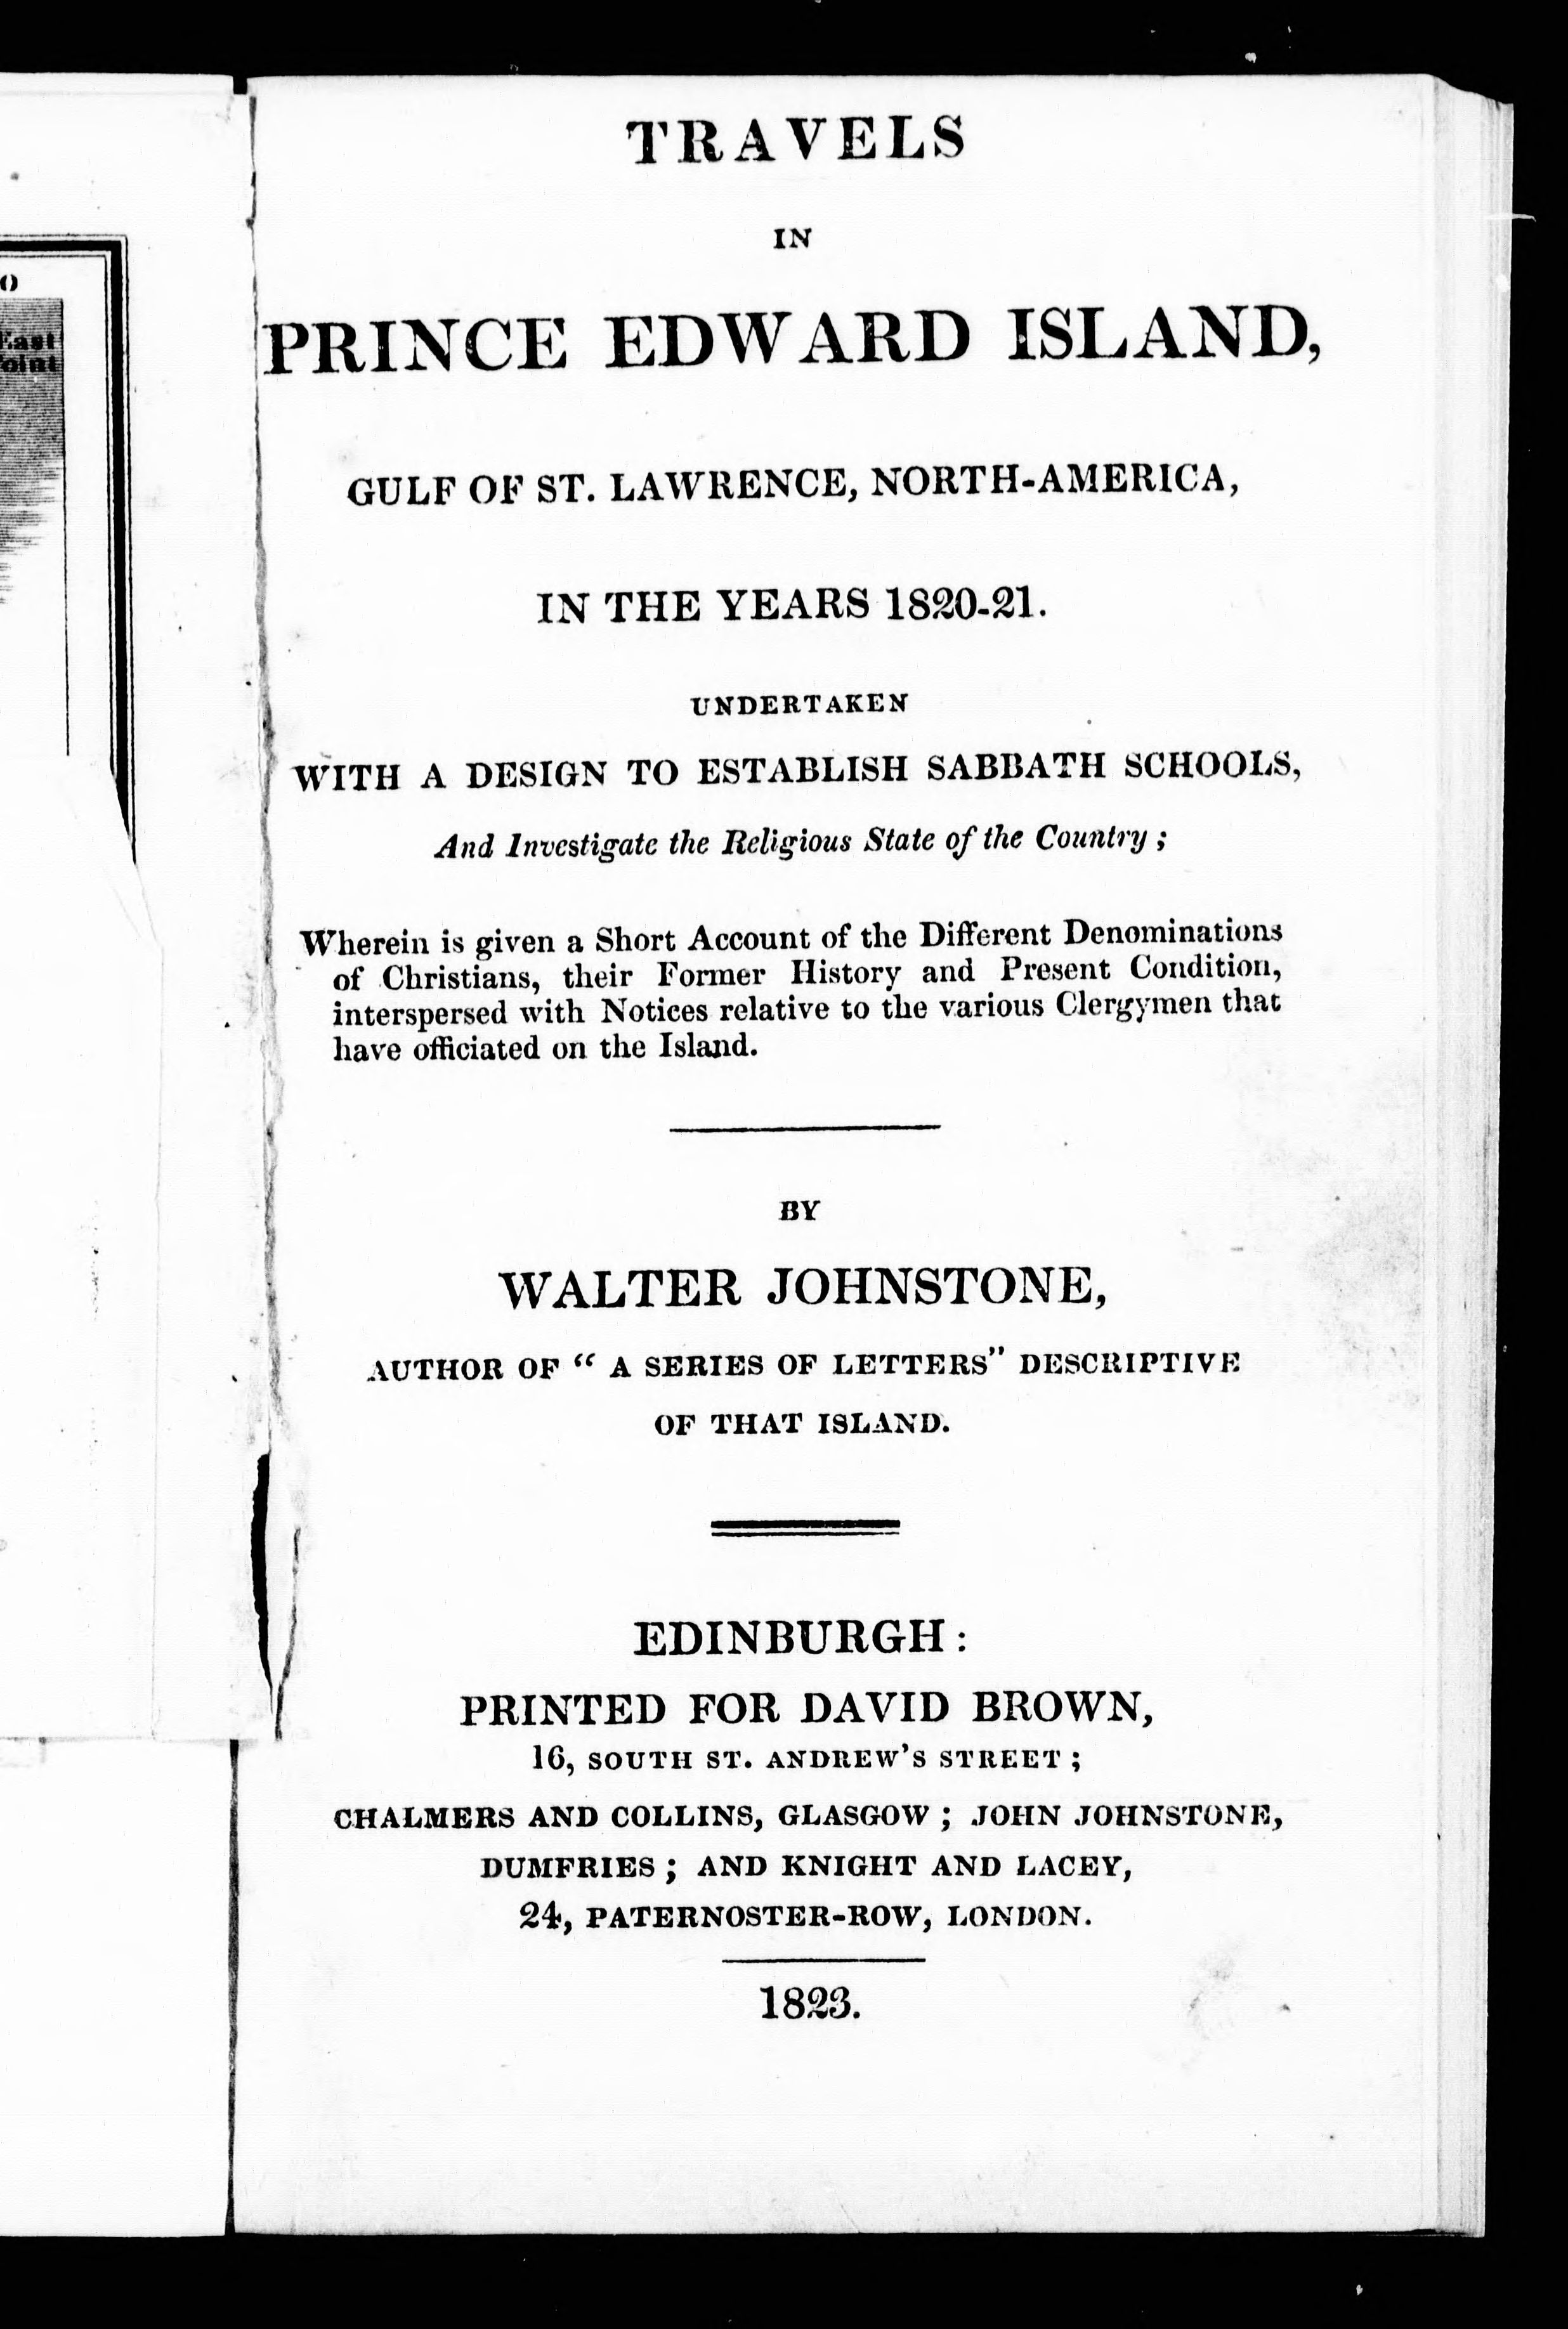 O
East
Point
TRAVELS
IN
PRINCE EDWARD ISLAND,
GULF OF ST. LAWRENCE, NORTH-AMERICA,
IN THE YEARS 1820-21.
UNDERTAKEN
WITH A DESIGN TO ESTABLISH SABBATH SCHOOLS,
And Investigate the Religious State of the Country ;
Wherein is given a Short Account of the Different Denominations
of Christians, their Former History and Present Condition,
interspersed with Notices relative to the various Clergymen that
have officiated on the Island.
BY
WALTER JOHNSTONE,
AUTHOR OF “ A SERIES OF LETTERS” DESCRIPTIVE
OF THAT ISLAND.
EDINBURGH :
PRINTED FOR DAVID BROWN,
16, SOUTH ST. ANDREW'S STREET ;
CHALMERS AND COLLINS, GLASGOW ; JOHN JOHNSTONE,
DUMFRIES ; AND KNIGHT AND LACEY,
24, PATERNOSTER-ROW, LONDON.
1823.